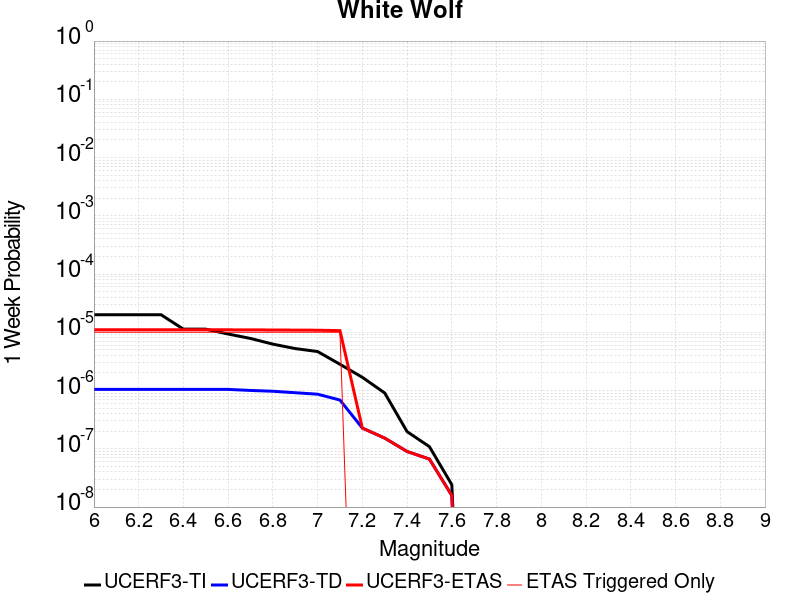 White Wolf
10 0
10 -1
10 -2
10 -3
10 -4
10 -5
10 -6
10 -7
10 -8
1 Week Probability
6 6.2 6.4 6.6 6.8 7 7.2 7.4 7.6 7.8 8 8.2 8.4 8.6 8.8 9
Magnitude
UCERF3-TI UCERF3-TD UCERF3-ETAS ETAS Triggered Only